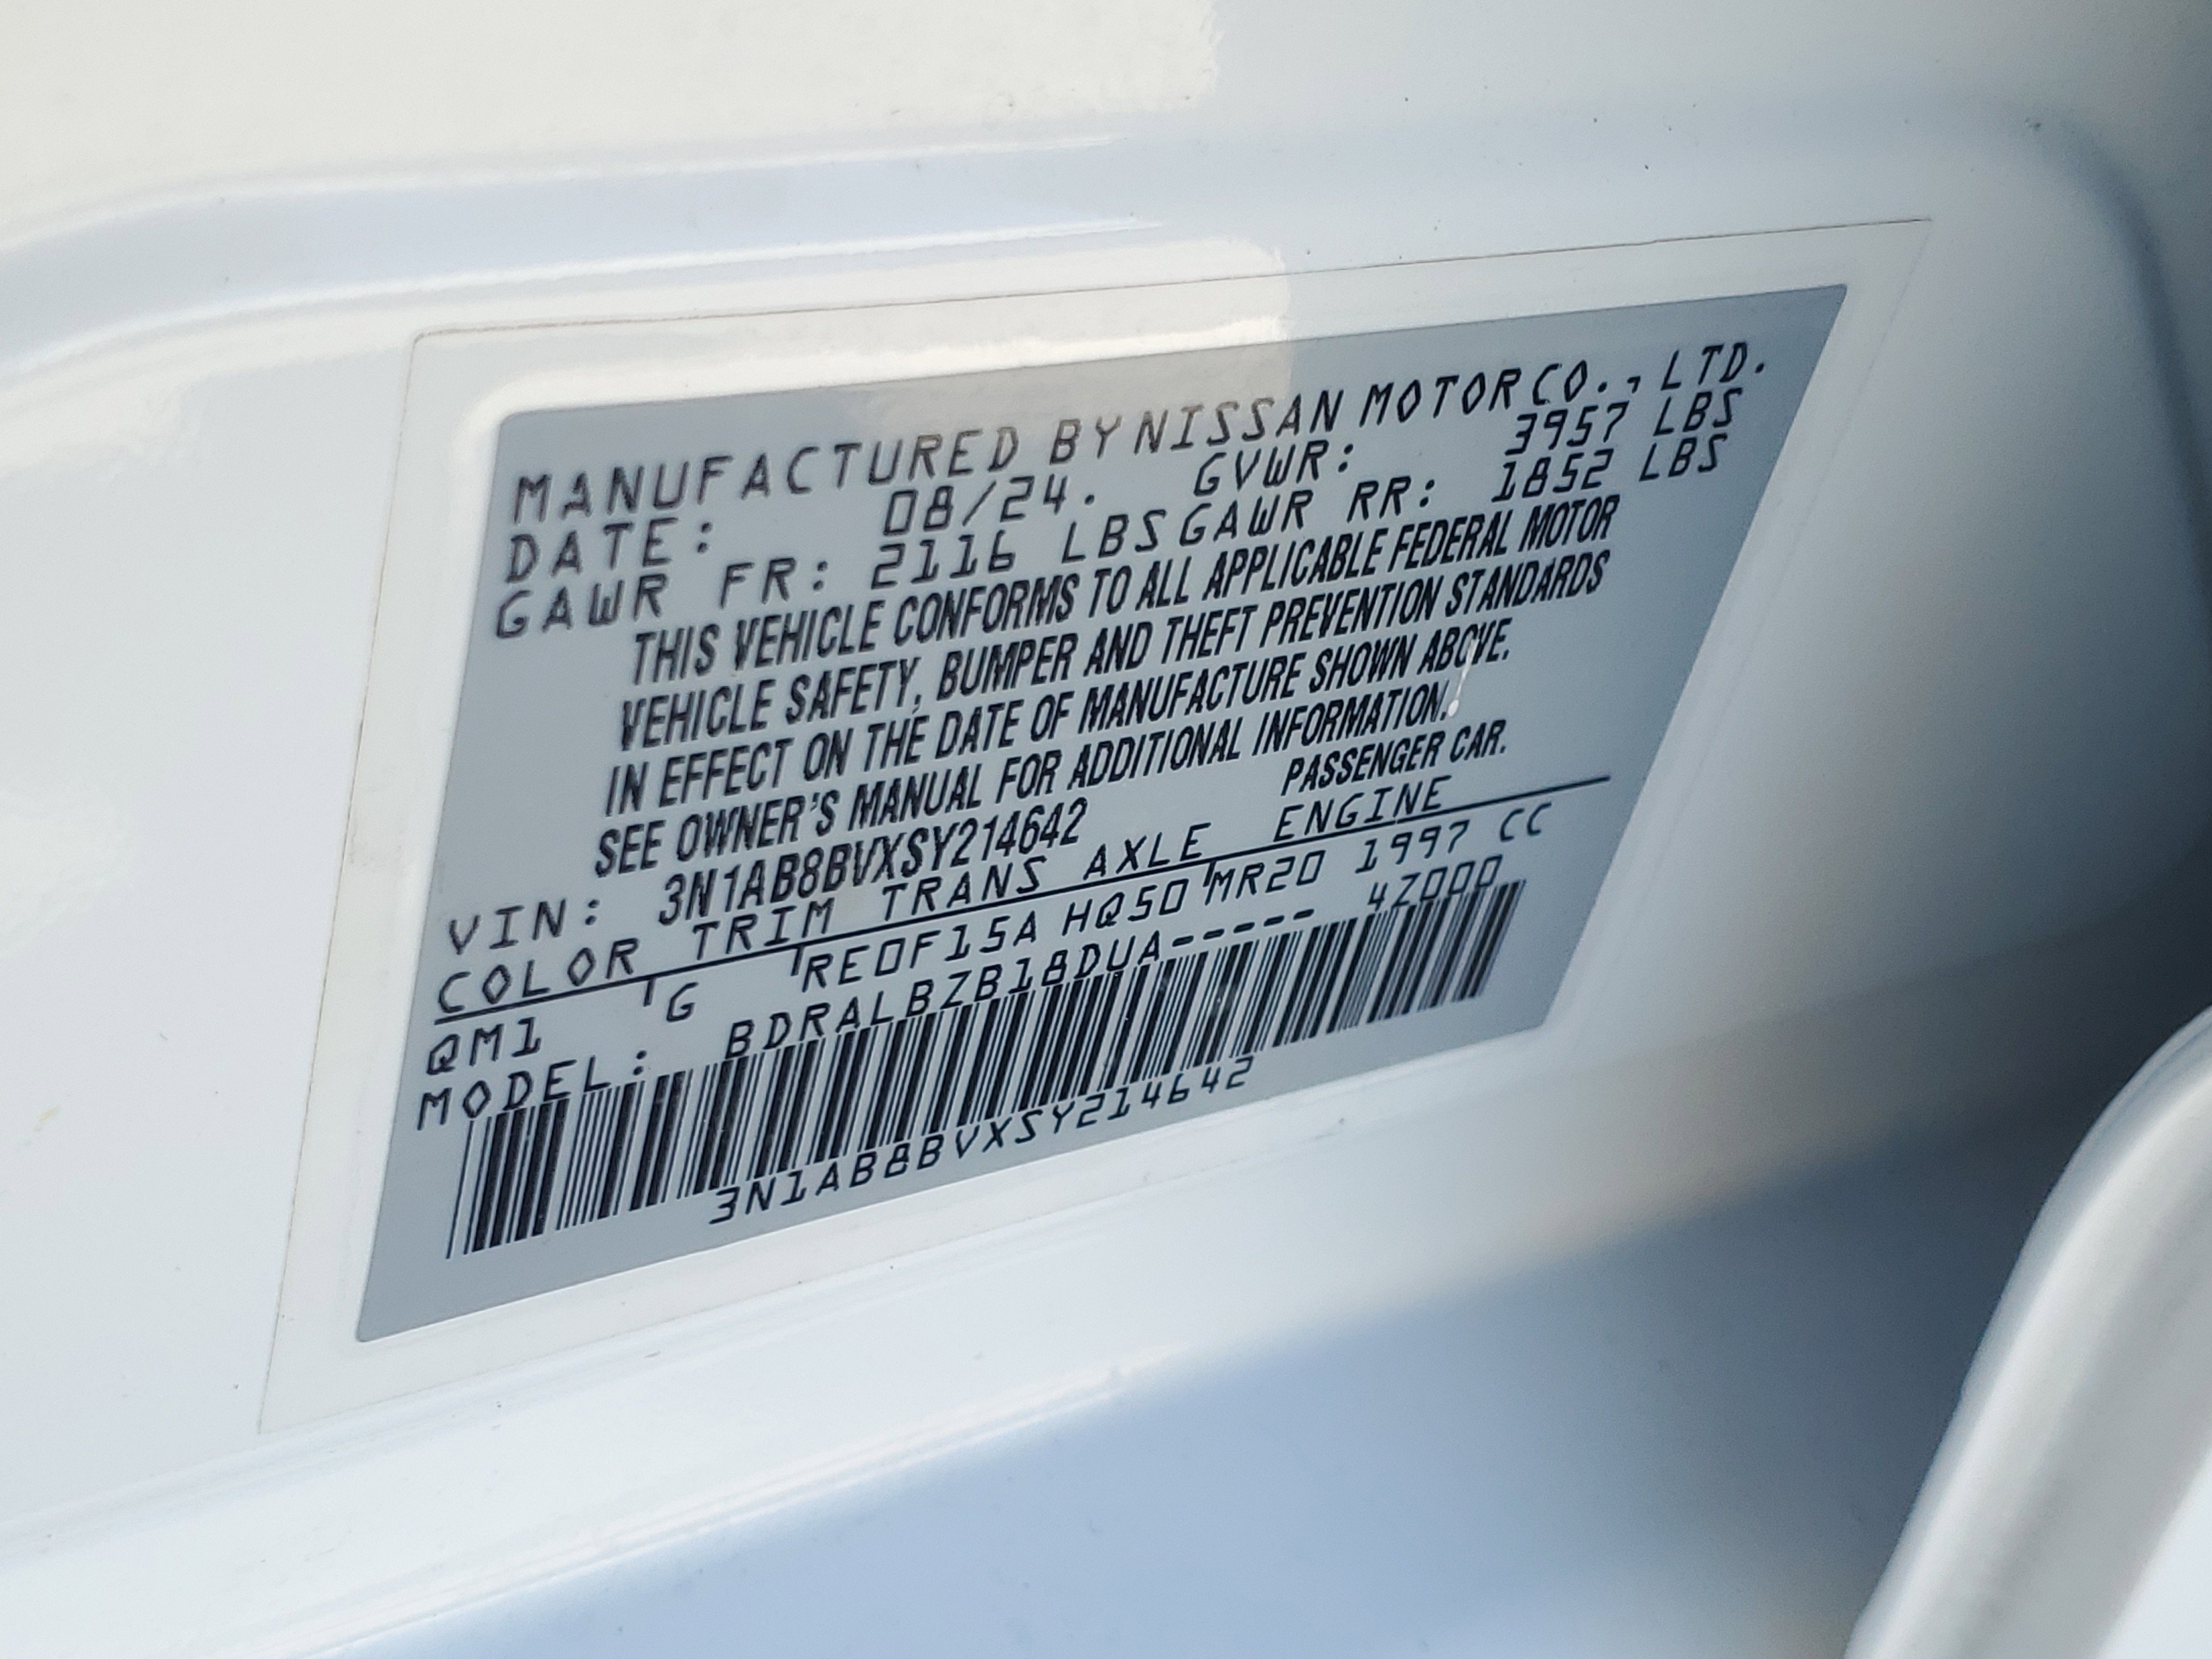 MANUFACTURED BY NISSAN MOTOR CO., LTD.
DATE: 08/24. GVWR: 3957 LBS
GAWR FR: 2116 LBS GAWR RR: 1852 LBS
THIS VEHICLE CONFORMS TO ALL APPLICABLE FEDERAL MOTOR
VEHICLE SAFETY, BUMPER AND THEFT PREVENTION STANDARDS
IN EFFECT ON THE DATE OF MANUFACTURE SHOWN ABOVE.
SEE OWNER'S MANUAL FOR ADDITIONAL INFORMATION.
VIN: 3N1AB8BVXSY214642 PASSENGER CAR.
COLOR TRIM TRANS AXLE ENGINE
QM1 G RE0F15A HQ50 MR20 1997 CC
MODEL: BDRALBZB18DUA----- 4Z000
3N1AB8BVXSY214642